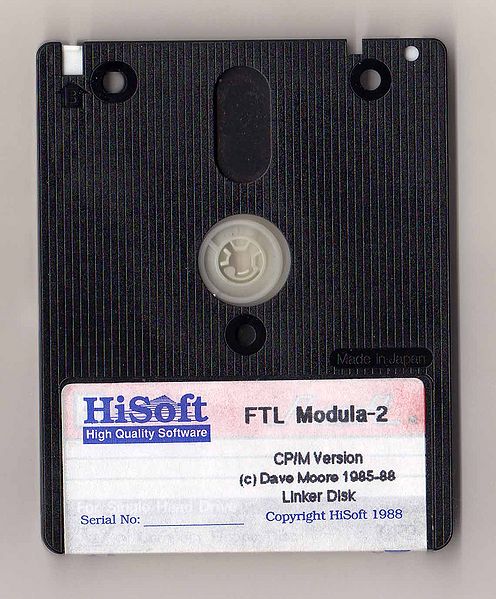 B
Made in Japan
HiSoft
High Quality Software
FTL Modula-2
CP/M Version
(c) Dave Moore 1985-88
Linker Disk
Serial No:
Copyright HiSoft 1988